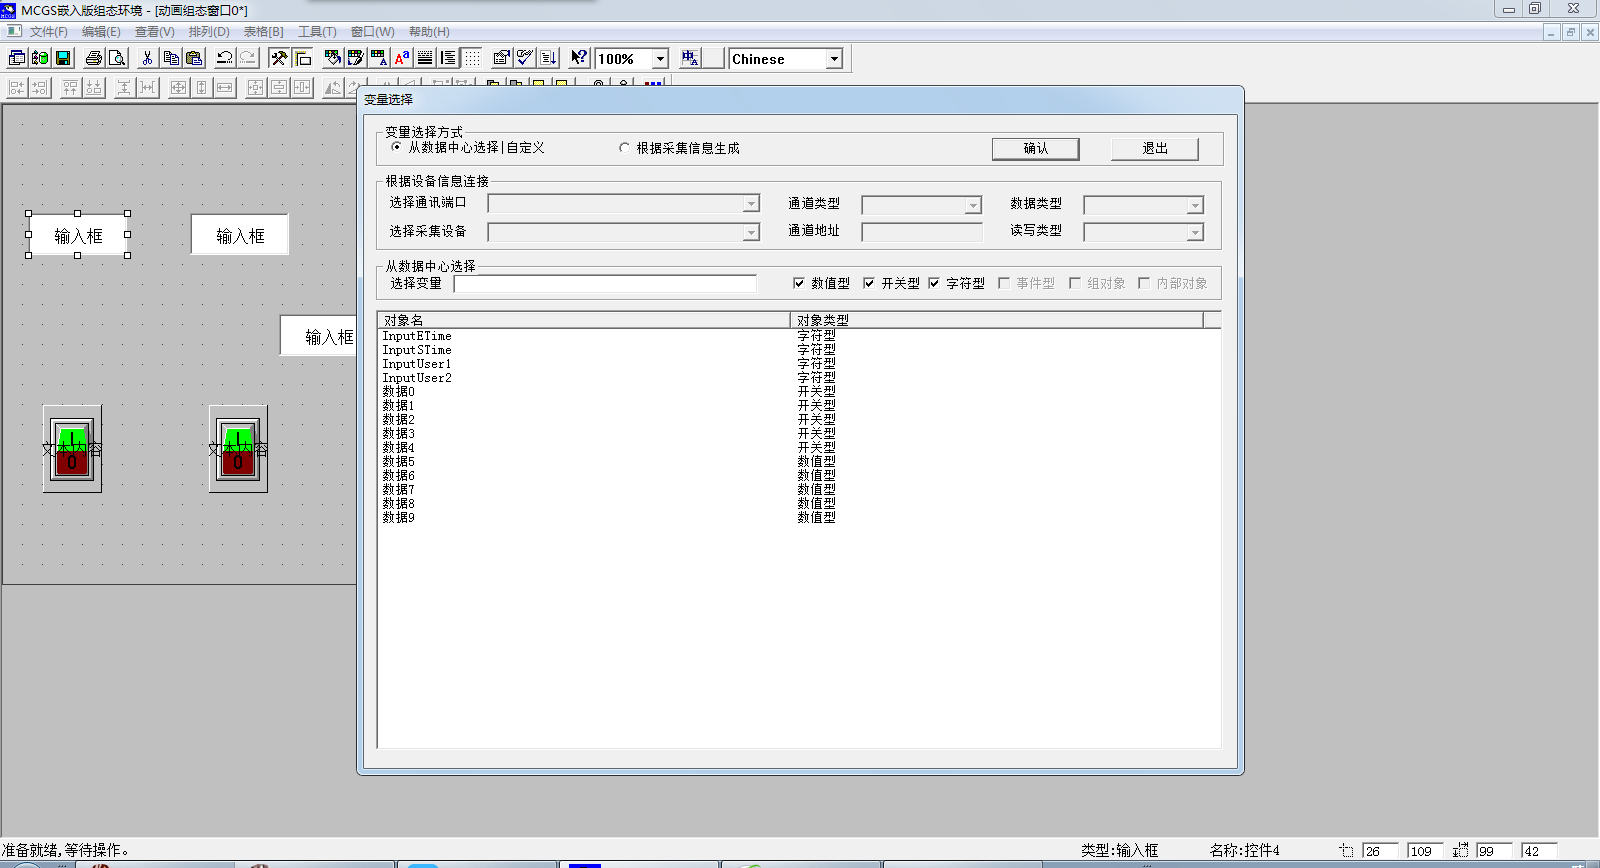 MCGS嵌入版组态环境 - [动画组态窗口0*]
文件(F) 编辑(E) 查看(V) 排列(D) 表格[B] 工具(T) 窗口(W) 帮助(H)
100% Chinese
变量选择
变量选择方式
从数据中心选择|自定义 根据采集信息生成 确认 退出
根据设备信息连接
选择通讯端口 通道类型 数据类型
选择采集设备 通道地址 读写类型
从数据中心选择
选择变量 数值型 开关型 字符型 事件型 组对象 内部对象
对象名 对象类型
InputETime 字符型
InputSTime 字符型
InputUser1 字符型
InputUser2 字符型
数据0 开关型
数据1 开关型
数据2 开关型
数据3 开关型
数据4 开关型
数据5 数值型
数据6 数值型
数据7 数值型
数据8 数值型
数据9 数值型
输入框 输入框
输入框
准备就绪,等待操作。 类型:输入框 名称:控件4 26 109 99 42